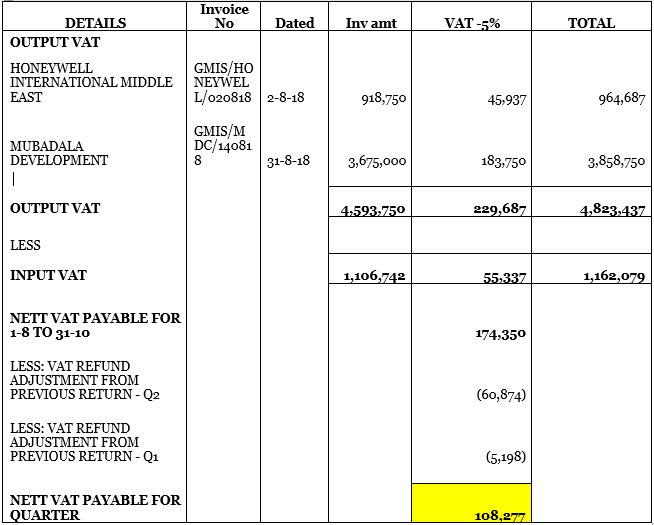 DETAILS Invoice No Dated Inv amt VAT -5% TOTAL
OUTPUT VAT
HONEYWELL GMIS/HO
INTERNATIONAL MIDDLE NEYWEL
EAST L/020818 2-8-18 918,750 45,937 964,687
GMIS/M
MUBADALA DC/14081
DEVELOPMENT 8 31-8-18 3,675,000 183,750 3,858,750
OUTPUT VAT 4,593,750 229,687 4,823,437
LESS
INPUT VAT 1,106,742 55,337 1,162,079
NETT VAT PAYABLE FOR
1-8 TO 31-10 174,350
LESS: VAT REFUND
ADJUSTMENT FROM
PREVIOUS RETURN - Q2 (60,874)
LESS: VAT REFUND
ADJUSTMENT FROM
PREVIOUS RETURN - Q1 (5,198)
NETT VAT PAYABLE FOR
QUARTER 108,277